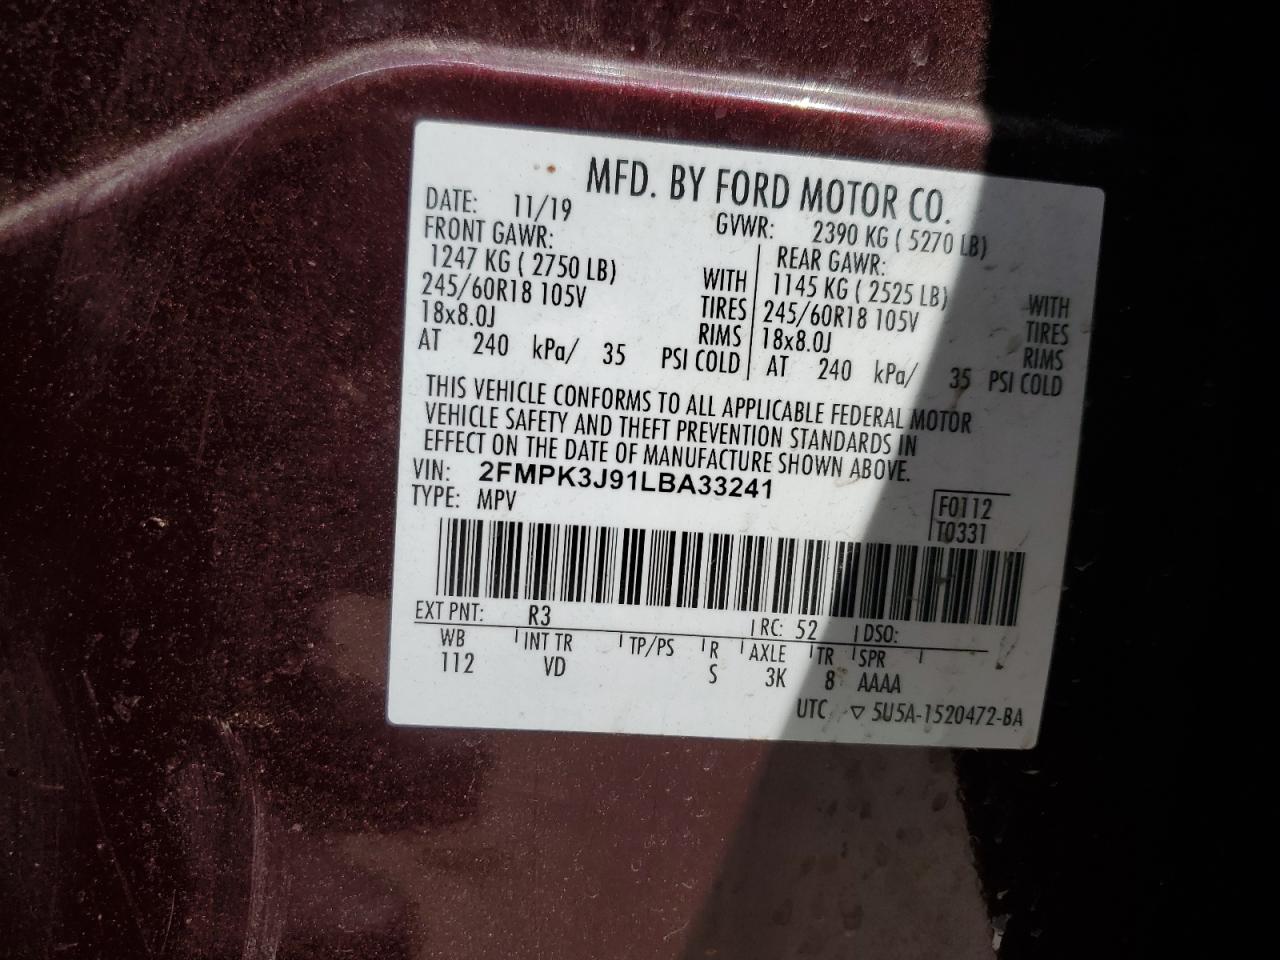 MFD. BY FORD MOTOR CO.
DATE: 11/19 GVWR: 2390 KG ( 5270 LB)
FRONT GAWR: REAR GAWR:
1247 KG ( 2750 LB) WITH 1145 KG ( 2525 LB) WITH
245/60R18 105V TIRES 245/60R18 105V TIRES
18x8.0J RIMS 18x8.0J RIMS
AT 240 kPa/ 35 PSI COLD AT 240 kPa/ 35 PSI COLD
THIS VEHICLE CONFORMS TO ALL APPLICABLE FEDERAL MOTOR
VEHICLE SAFETY AND THEFT PREVENTION STANDARDS IN
EFFECT ON THE DATE OF MANUFACTURE SHOWN ABOVE.
VIN: 2FMPK3J91LBA33241
TYPE: MPV
F0112
T0331
EXT PNT: R3 RC: 52 DSO:
WB INT TR TP/PS R AXLE TR SPR
112 VD S 3K 8 AAAA
UTC ▽ 5U5A-1520472-BA